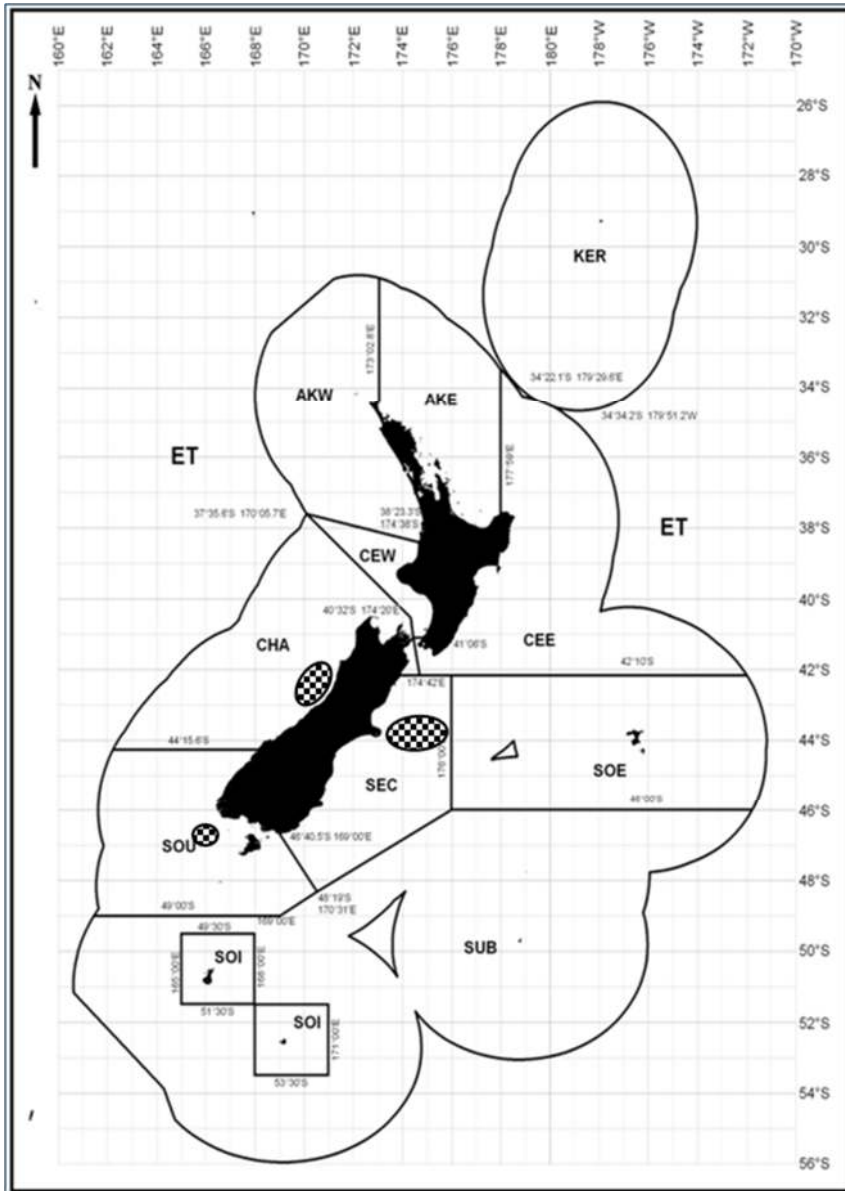 160°E
162°E
164°E
166°E
168°E
170°E
172°E
174°E
176°E
178°E
180°E
178°W
176°W
174°W
172°W
170°W
N
26°S
28°S
KER
30°S
32°S
173°02.8'E
34°22.1'S 179°29.6'E
34°S
AKW
AKE
34°34.2'S 179°51.2'W
ET
177°59'E
36°S
37°35.6'S 170°05.7'E
38°23.3'S
174°38'S
ET
38°S
CEW
40°S
40°32'S 174°20'E
CHA
41°06'S
CEE
42°10'S
42°S
174°42'E
44°15.6'S
176°00'E
44°S
SEC
SOE
46°00'S
46°S
46°40.5'S 169°00'E
SOU
48°S
49°00'S
48°19'S
170°31'E
169°00'E
49°30'S
165°00'E
SOI
168°00'E
SUB
50°S
51°30'S
SOI
171°00'E
52°S
53°30'S
54°S
56°S